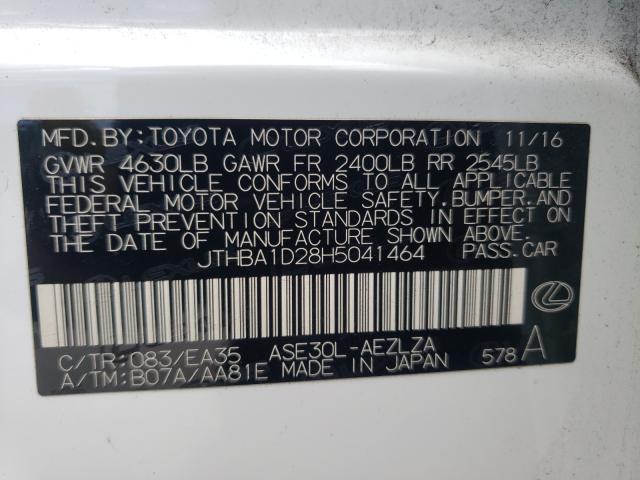 MFD.BY:TOYOTA MOTOR CORPORATION 11/16
GVWR 4630LB GAWR FR 2400LB RR 2545LB
THIS VEHICLE CONFORMS TO ALL APPLICABLE
FEDERAL MOTOR VEHICLE SAFETY,BUMPER,AND
THEFT PREVENTION STANDARDS IN EFFECT ON
THE DATE OF MANUFACTURE SHOWN ABOVE.
JTHBA1D28H5041464 PASS.CAR
C/TR:083/EA35 ASE30L-AEZLZA
A/TM:B07A/AA81E MADE IN JAPAN 578 A